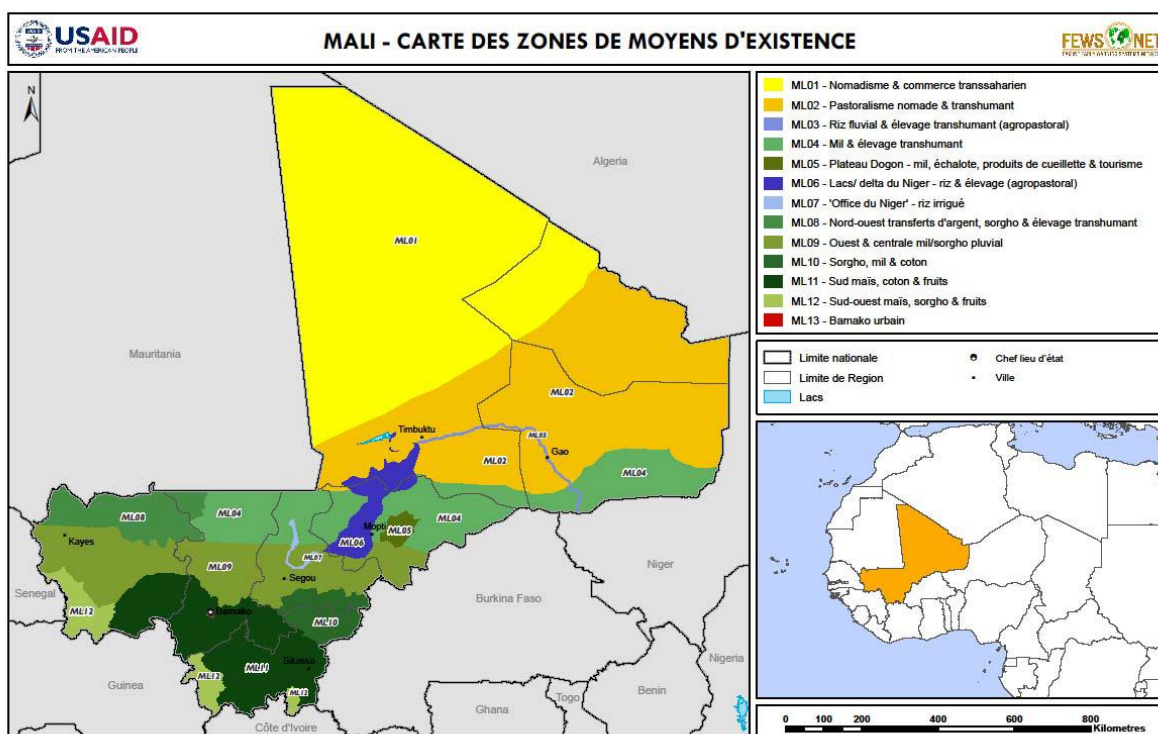 USAID
FROM THE AMERICAN PEOPLE
MALI - CARTE DES ZONES DE MOYENS D'EXISTENCE
FEWS NET
FAMINE EARLY WARNING SYSTEMS NETWORK
N
Algeria
ML01
Mauritania
ML02
Timbuktu
ML03
Gao
ML02
ML04
ML08
ML04
Mopti
ML05
ML04
Kayes
ML06
ML07
ML09
Segou
Niger
Senegal
ML12
Burkina Faso
Bamako
ML10
Sikasso
ML11
ML12
ML12
Guinea
Nigeria
Benin
Togo
Ghana
Côte d'Ivoire
ML01 - Nomadisme & commerce transsaharien
ML02 - Pastoralisme nomade & transhumant
ML03 - Riz fluvial & élevage transhumant (agropastoral)
ML04 - Mil & élevage transhumant
ML05 - Plateau Dogon - mil, échalote, produits de cueillette & tourisme
ML06 - Lacs/ delta du Niger - riz & élevage (agropastoral)
ML07 - 'Office du Niger' - riz irrigué
ML08 - Nord-ouest transferts d'argent, sorgho & élevage transhumant
ML09 - Ouest & centrale mil/sorgho pluvial
ML10 - Sorgho, mil & coton
ML11 - Sud maïs, coton & fruits
ML12 - Sud-ouest maïs, sorgho & fruits
ML13 - Bamako urbain
Limite nationale
Chef lieu d'état
Limite de Region
Ville
Lacs
0 100 200 400 600 800
Kilometres